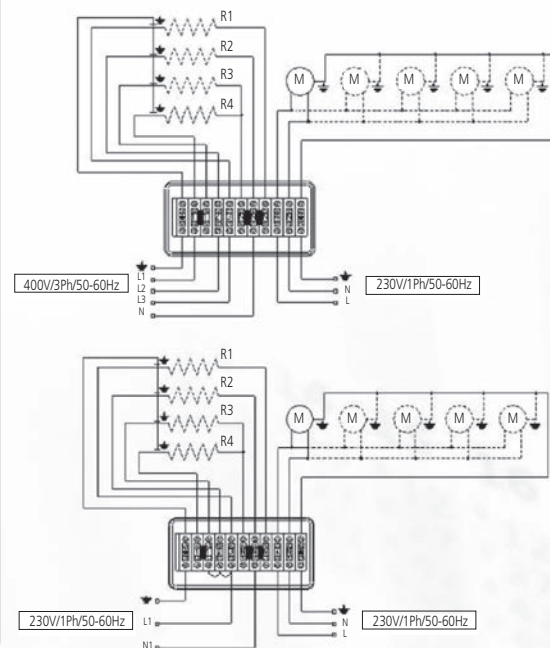 R1
R2
R3
R4
M M M M M
400V/3Ph/50-60Hz
L1
L2
L3
N
N
L
230V/1Ph/50-60Hz
R1
R2
R3
R4
M M M M M
230V/1Ph/50-60Hz
L1
N1
N
L
230V/1Ph/50-60Hz